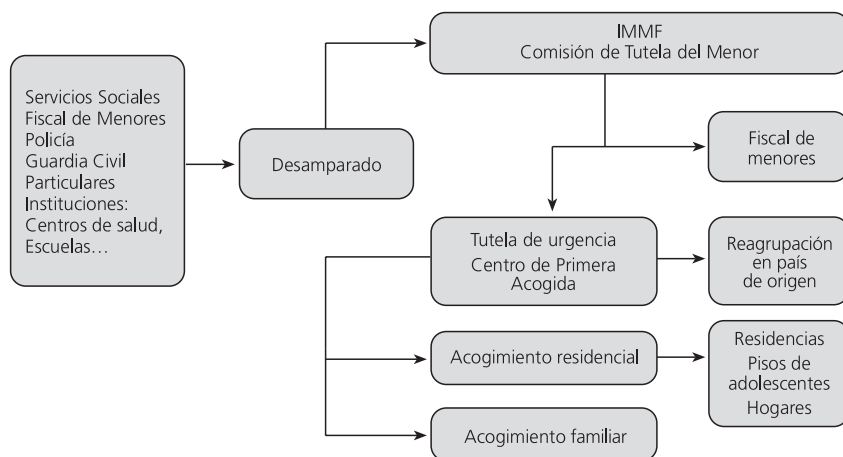 Servicios Sociales
Fiscal de Menores
Policía
Guardia Civil
Particulares
Instituciones:
Centros de salud,
Escuelas…
Desamparado
IMMF
Comisión de Tutela del Menor
Fiscal de
menores
Tutela de urgencia
Centro de Primera
Acogida
Reagrupación
en país
de origen
Acogimiento residencial
Residencias
Pisos de
adolescentes
Hogares
Acogimiento familiar